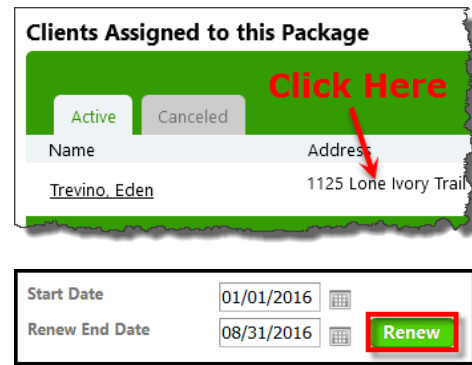 Clients Assigned to this Package
Click Here
Active Canceled
Name Address
Trevino, Eden 1125 Lone Ivory Trail
Start Date 01/01/2016
Renew End Date 08/31/2016 Renew